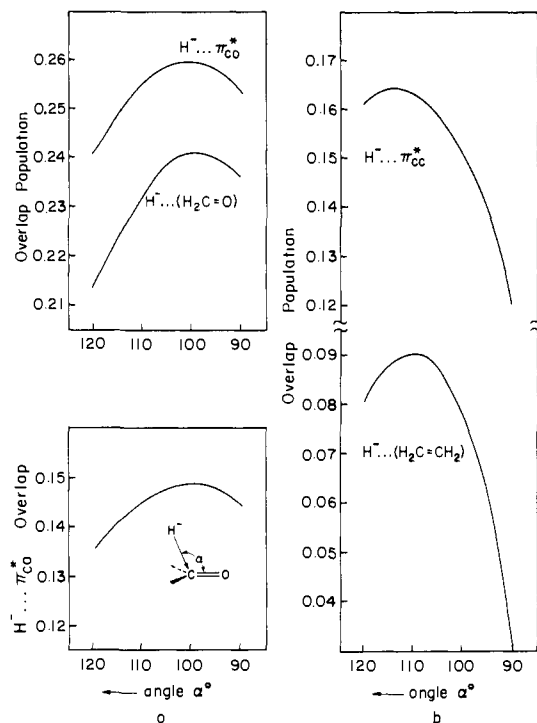 0.26
0.25
0.24
0.23
0.22
0.21
Overlap Population
H⁻...π*CO
H⁻...(H₂C=O)
120 110 100 90
0.15
0.14
0.13
0.12
H⁻...π*CO Overlap
H⁻
α
C O
120 110 100 90
← angle α°
a
0.17
0.16
0.15
0.14
0.13
0.12
0.09
0.08
0.07
0.06
0.05
0.04
Overlap Population
H⁻...π*CC
H⁻...(H₂C=CH₂)
120 110 100 90
← angle α°
b